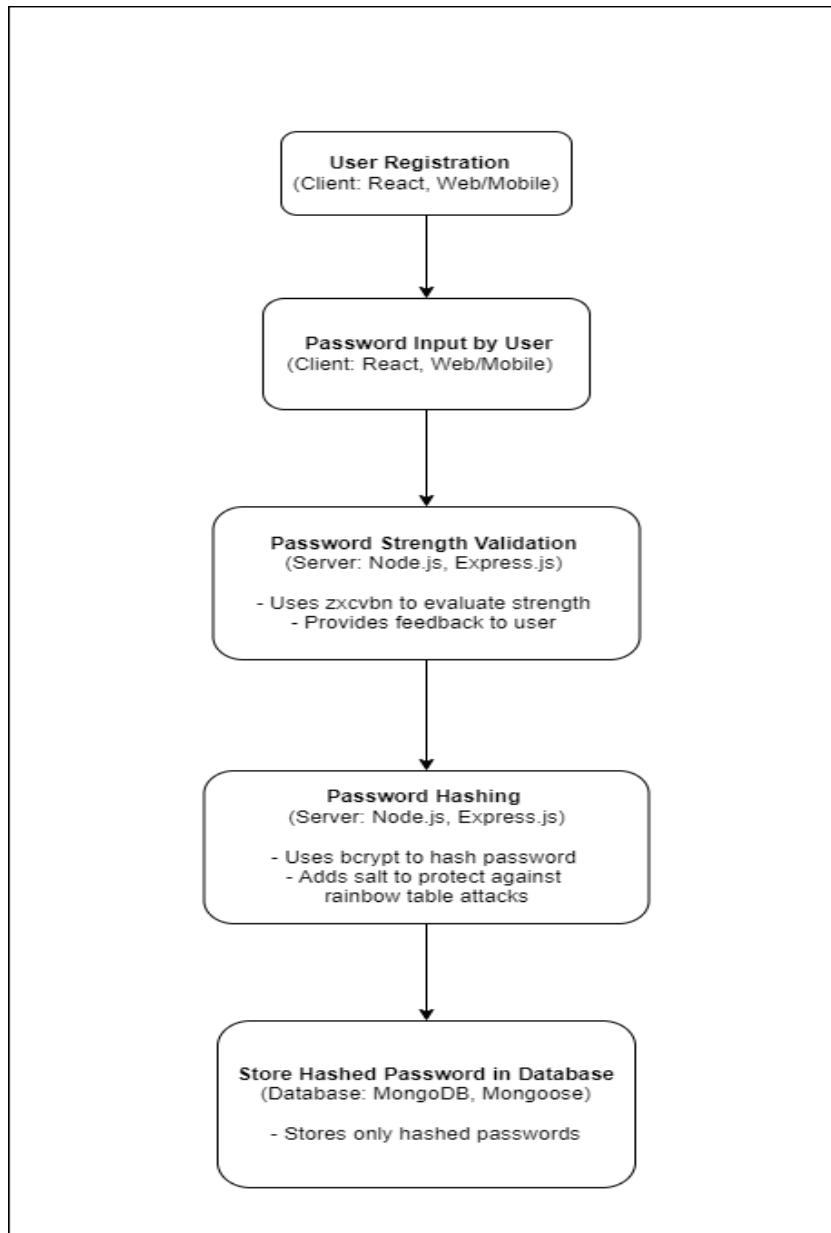 User Registration
(Client: React, Web/Mobile)
Password Input by User
(Client: React, Web/Mobile)
Password Strength Validation
(Server: Node.js, Express.js)
- Uses zxcvbn to evaluate strength
- Provides feedback to user
Password Hashing
(Server: Node.js, Express.js)
- Uses bcrypt to hash password
- Adds salt to protect against
rainbow table attacks
Store Hashed Password in Database
(Database: MongoDB, Mongoose)
- Stores only hashed passwords